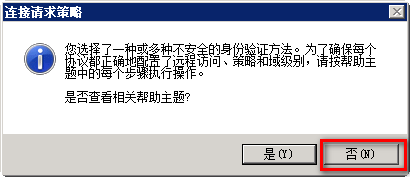 连接请求策略
您选择了一种或多种不安全的身份验证方法。为了确保每个
协议都正确地配置了远程访问、策略和域级别，请按帮助主
题中的每个步骤执行操作。
是否查看相关帮助主题?
是(Y)
否(N)